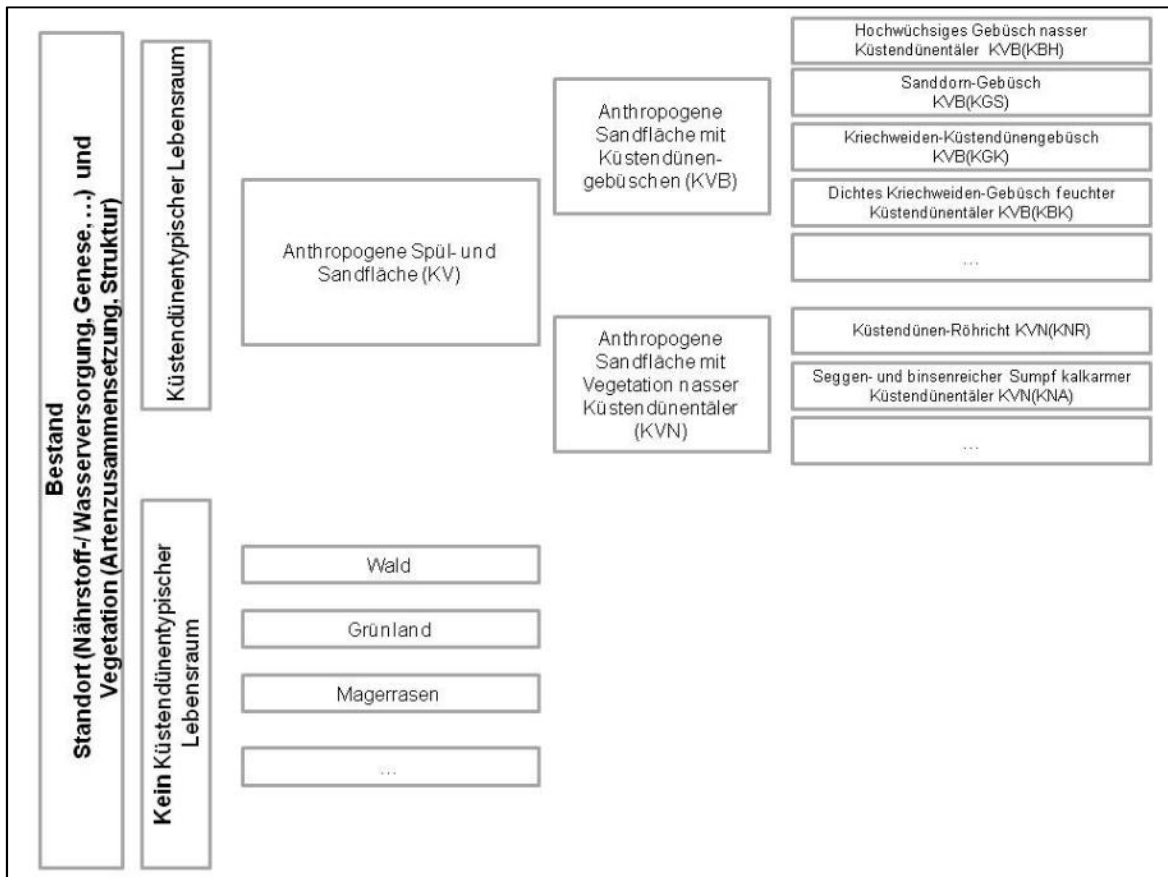 Bestand
Standort (Nährstoff-/ Wasserversorgung, Genese, ...) und
Vegetation (Artenzusammensetzung, Struktur)
Küstendünentypischer Lebensraum
Anthropogene Spül- und
Sandfläche (KV)
Anthropogene
Sandfläche mit
Küstendünen-
gebüschen (KVB)
Hochwüchsiges Gebüsch nasser
Küstendünentäler KVB(KBH)
Sanddorn-Gebüsch
KVB(KGS)
Kriechweiden-Küstendünengebüsch
KVB(KGK)
Dichtes Kriechweiden-Gebüsch feuchter
Küstendünentäler KVB(KBK)
...
Anthropogene
Sandfläche mit
Vegetation nasser
Küstendünentäler
(KVN)
Küstendünen-Röhricht KVN(KNR)
Seggen- und binsenreicher Sumpf kalkarmer
Küstendünentäler KVN(KNA)
...
Kein Küstendünentypischer
Lebensraum
Wald
Grünland
Magerrasen
...